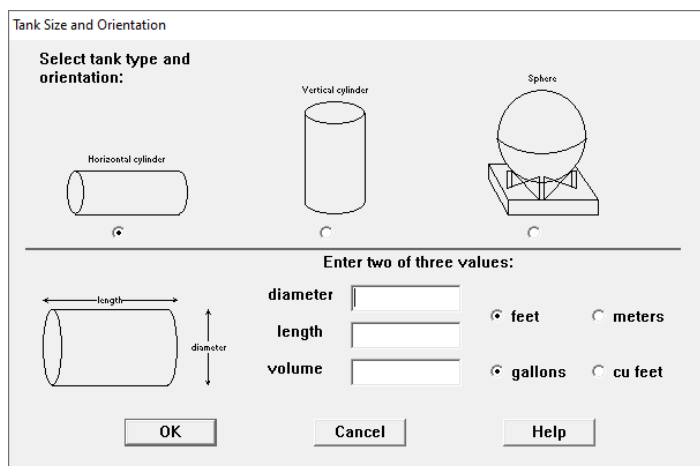 Tank Size and Orientation
Select tank type and
orientation:
Horizontal cylinder
Vertical cylinder
Sphere
Enter two of three values:
length
diameter
diameter
length
volume
feet
meters
gallons
cu feet
OK
Cancel
Help